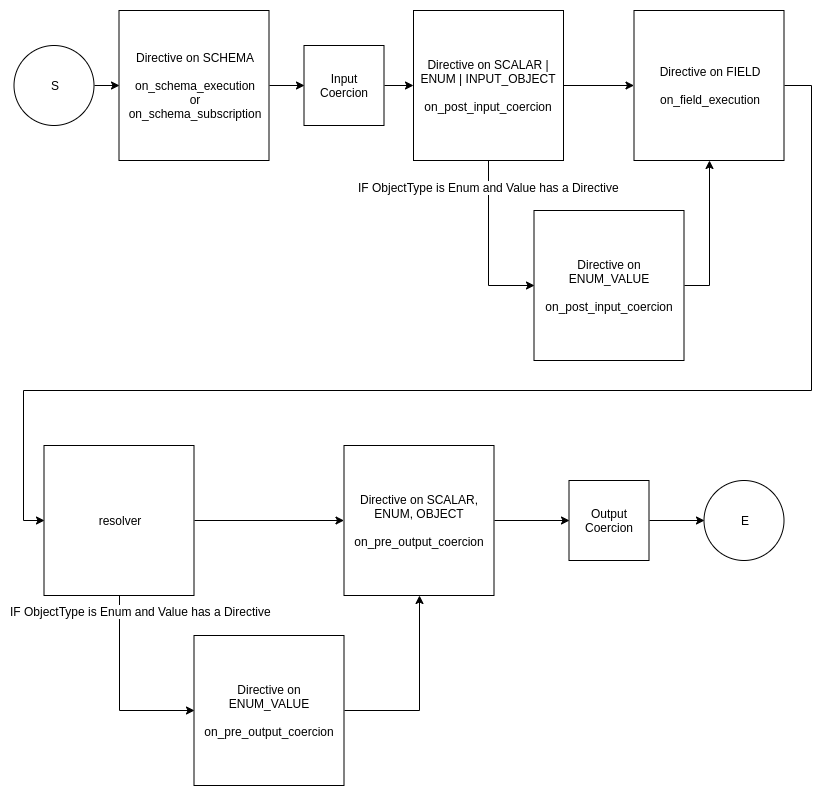 S
Directive on SCHEMA
on_schema_execution
or
on_schema_subscription
Input
Coercion
Directive on SCALAR |
ENUM | INPUT_OBJECT
on_post_input_coercion
Directive on FIELD
on_field_execution
IF ObjectType is Enum and Value has a Directive
Directive on
ENUM_VALUE
on_post_input_coercion
resolver
Directive on SCALAR,
ENUM, OBJECT
on_pre_output_coercion
Output
Coercion
E
IF ObjectType is Enum and Value has a Directive
Directive on
ENUM_VALUE
on_pre_output_coercion